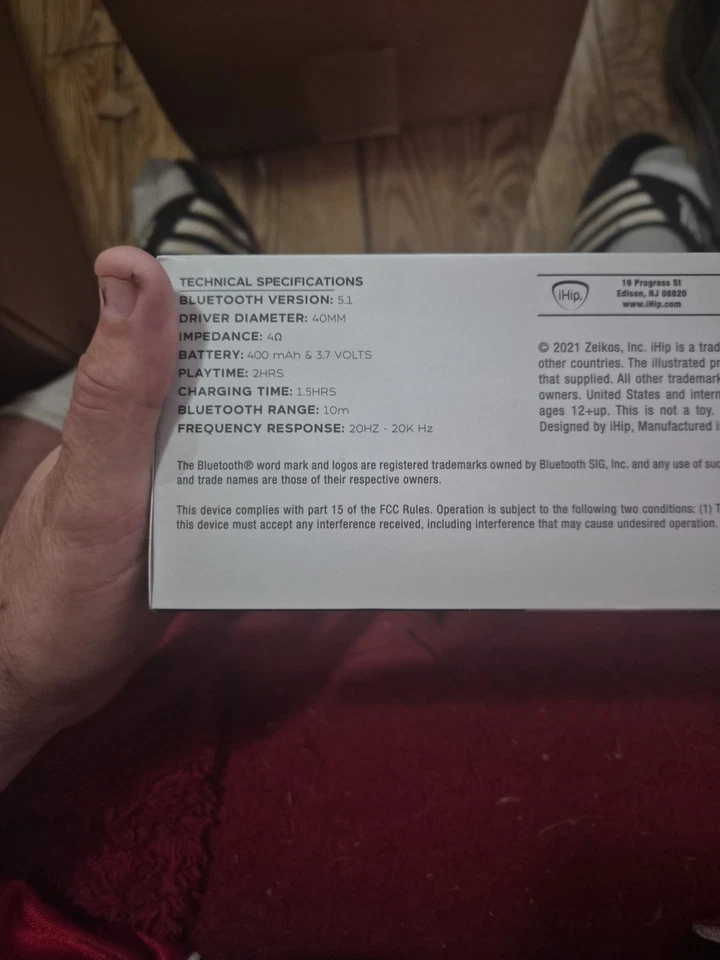 TECHNICAL SPECIFICATIONS
BLUETOOTH VERSION: 5.1
DRIVER DIAMETER: 40MM
IMPEDANCE: 4Ω
BATTERY: 400 mAh & 3.7 VOLTS
PLAYTIME: 2HRS
CHARGING TIME: 1.5HRS
BLUETOOTH RANGE: 10m
FREQUENCY RESPONSE: 20HZ - 20K Hz
iHip.
19 Progress St
Edison, NJ 08820
www.iHip.com
© 2021 Zeikos, Inc. iHip is a trad
other countries. The illustrated pr
that supplied. All other trademark
owners. United States and intern
ages 12+up. This is not a toy.
Designed by iHip, Manufactured i
The Bluetooth® word mark and logos are registered trademarks owned by Bluetooth SIG, Inc. and any use of suc
and trade names are those of their respective owners.
This device complies with part 15 of the FCC Rules. Operation is subject to the following two conditions: (1) T
this device must accept any interference received, including interference that may cause undesired operation.